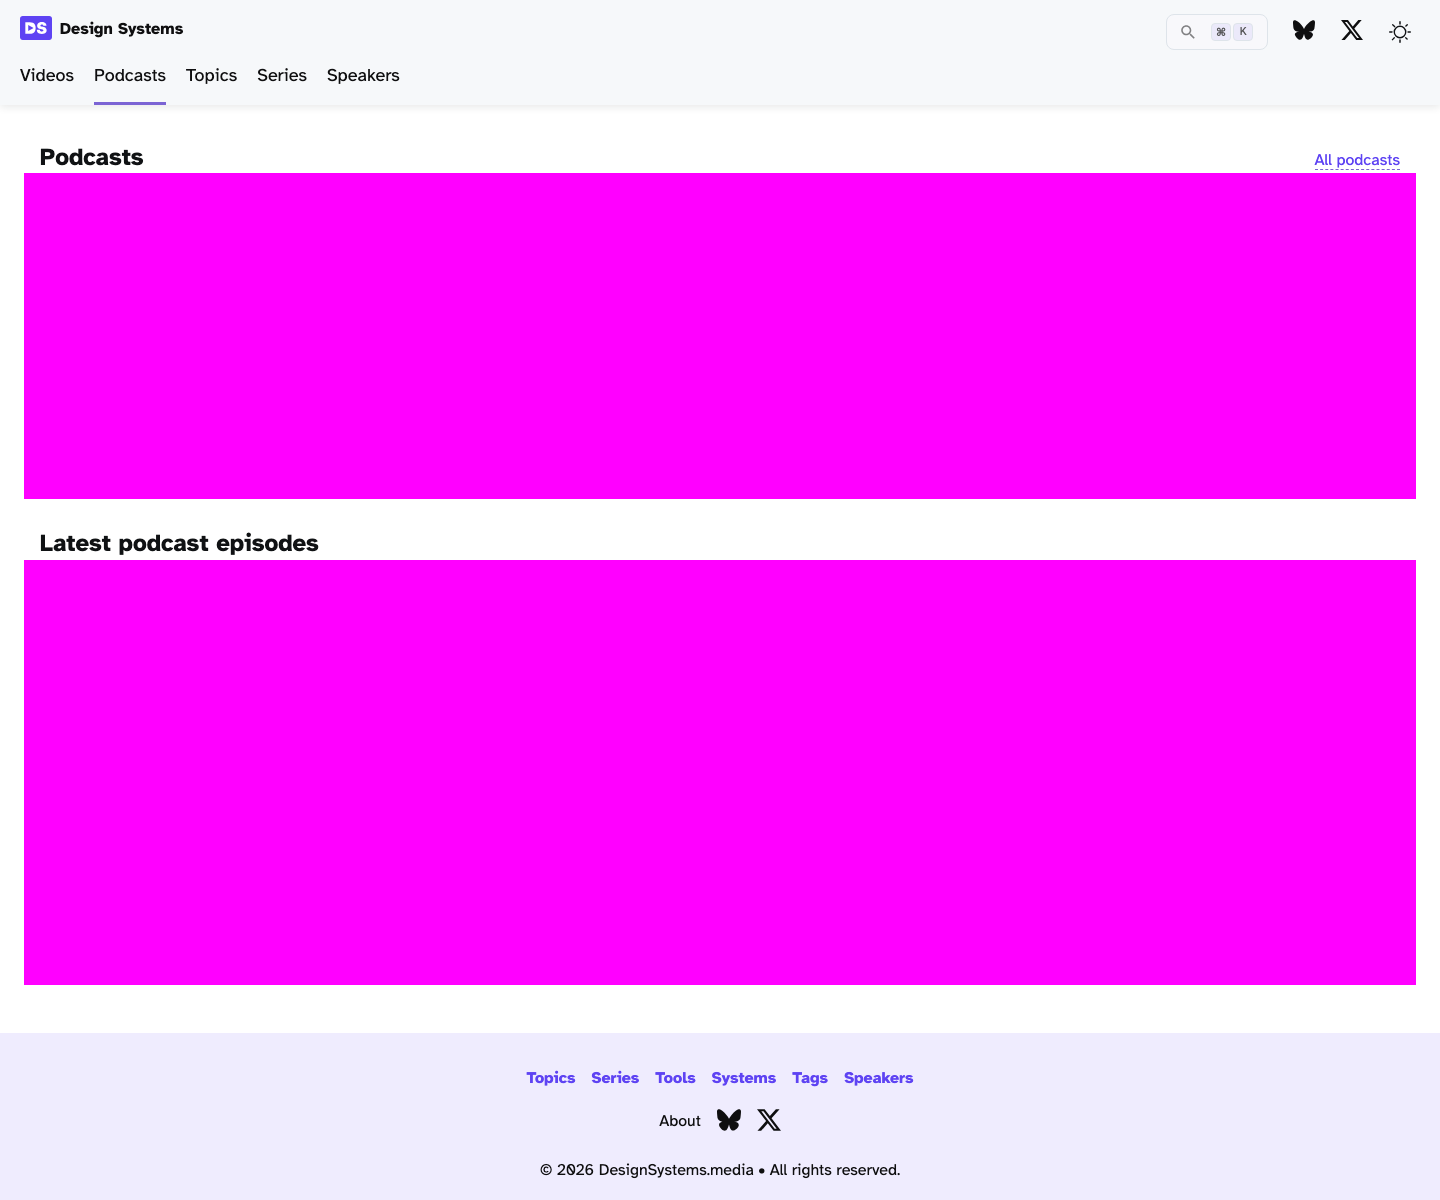 DS Design Systems
⌘ K
Videos Podcasts Topics Series Speakers
Podcasts
All podcasts
Latest podcast episodes
Topics Series Tools Systems Tags Speakers
About
© 2026 DesignSystems.media • All rights reserved.